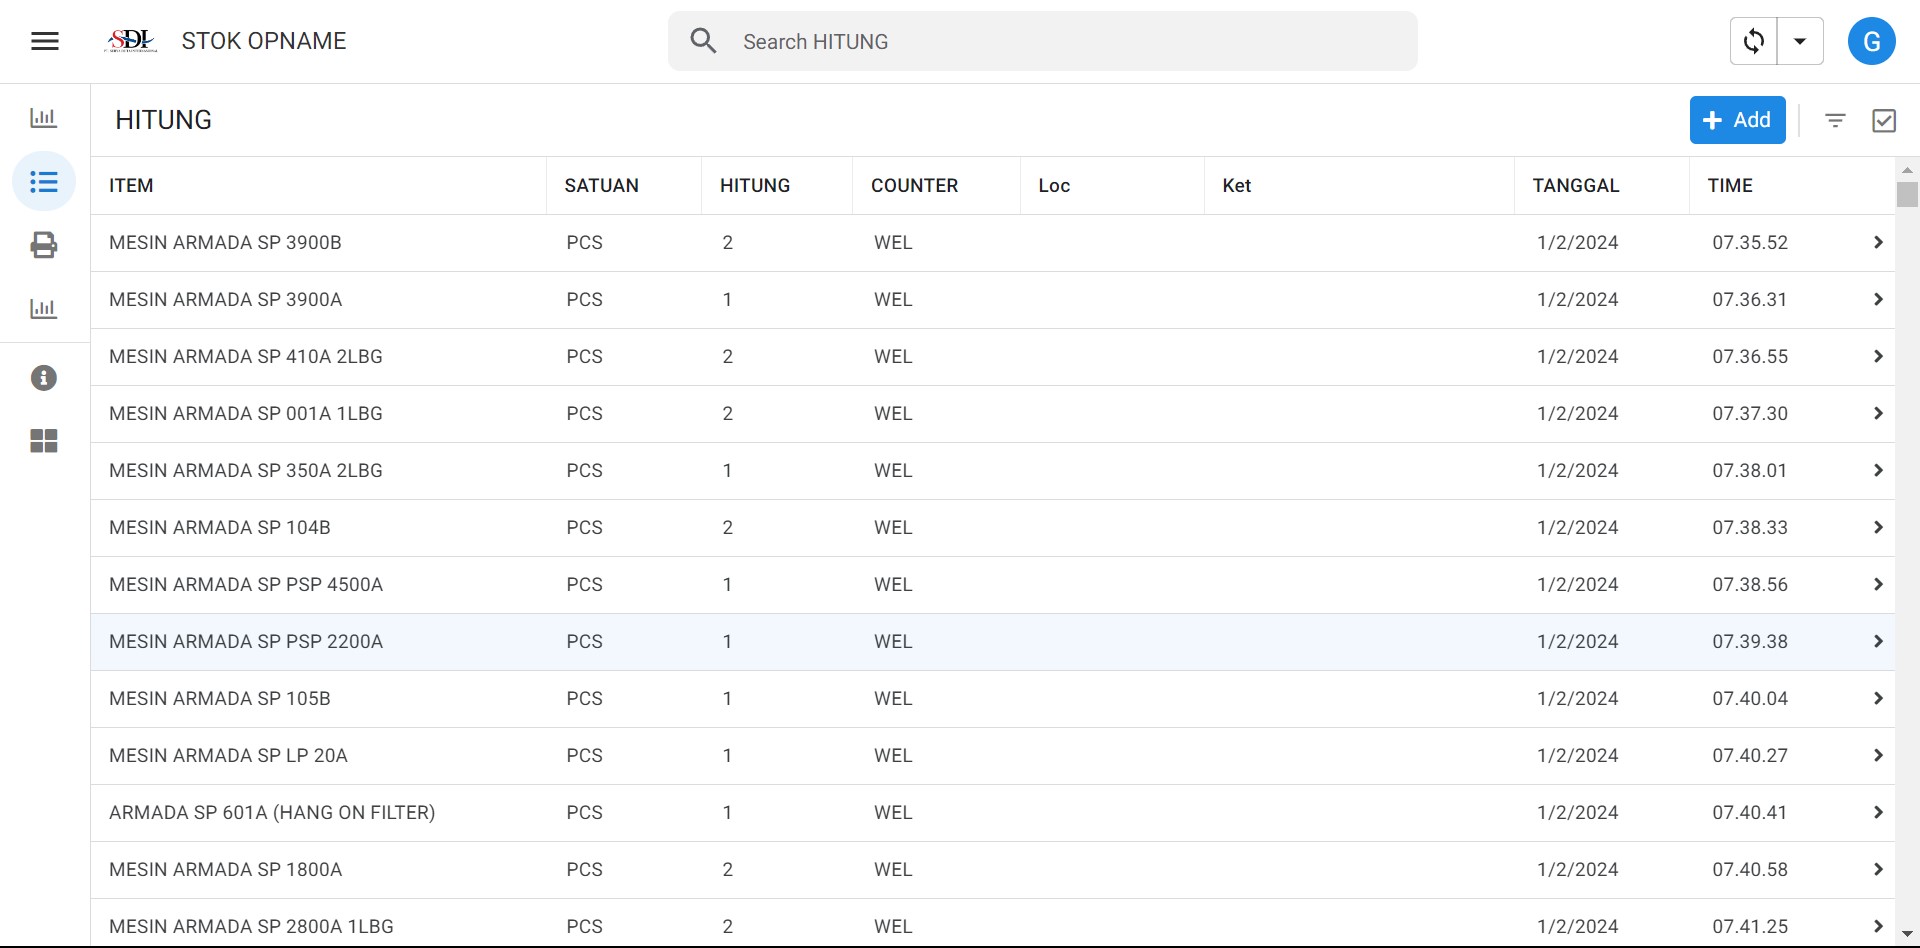 SDI STOK OPNAME Search HITUNG G
HITUNG Add
ITEM SATUAN HITUNG COUNTER Loc Ket TANGGAL TIME
MESIN ARMADA SP 3900B PCS 2 WEL 1/2/2024 07.35.52
MESIN ARMADA SP 3900A PCS 1 WEL 1/2/2024 07.36.31
MESIN ARMADA SP 410A 2LBG PCS 2 WEL 1/2/2024 07.36.55
MESIN ARMADA SP 001A 1LBG PCS 2 WEL 1/2/2024 07.37.30
MESIN ARMADA SP 350A 2LBG PCS 1 WEL 1/2/2024 07.38.01
MESIN ARMADA SP 104B PCS 2 WEL 1/2/2024 07.38.33
MESIN ARMADA SP PSP 4500A PCS 1 WEL 1/2/2024 07.38.56
MESIN ARMADA SP PSP 2200A PCS 1 WEL 1/2/2024 07.39.38
MESIN ARMADA SP 105B PCS 1 WEL 1/2/2024 07.40.04
MESIN ARMADA SP LP 20A PCS 1 WEL 1/2/2024 07.40.27
ARMADA SP 601A (HANG ON FILTER) PCS 1 WEL 1/2/2024 07.40.41
MESIN ARMADA SP 1800A PCS 2 WEL 1/2/2024 07.40.58
MESIN ARMADA SP 2800A 1LBG PCS 2 WEL 1/2/2024 07.41.25